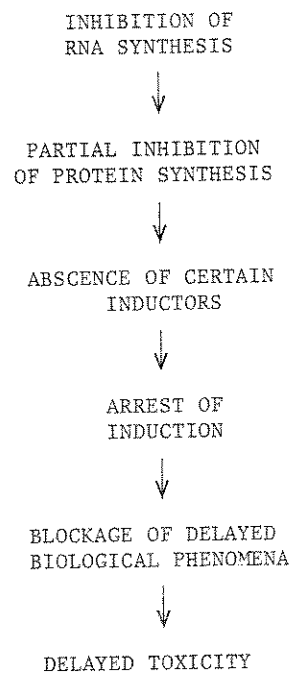 INHIBITION OF
RNA SYNTHESIS
PARTIAL INHIBITION
OF PROTEIN SYNTHESIS
ABSCENCE OF CERTAIN
INDUCTORS
ARREST OF
INDUCTION
BLOCKAGE OF DELAYED
BIOLOGICAL PHENOMENA
DELAYED TOXICITY